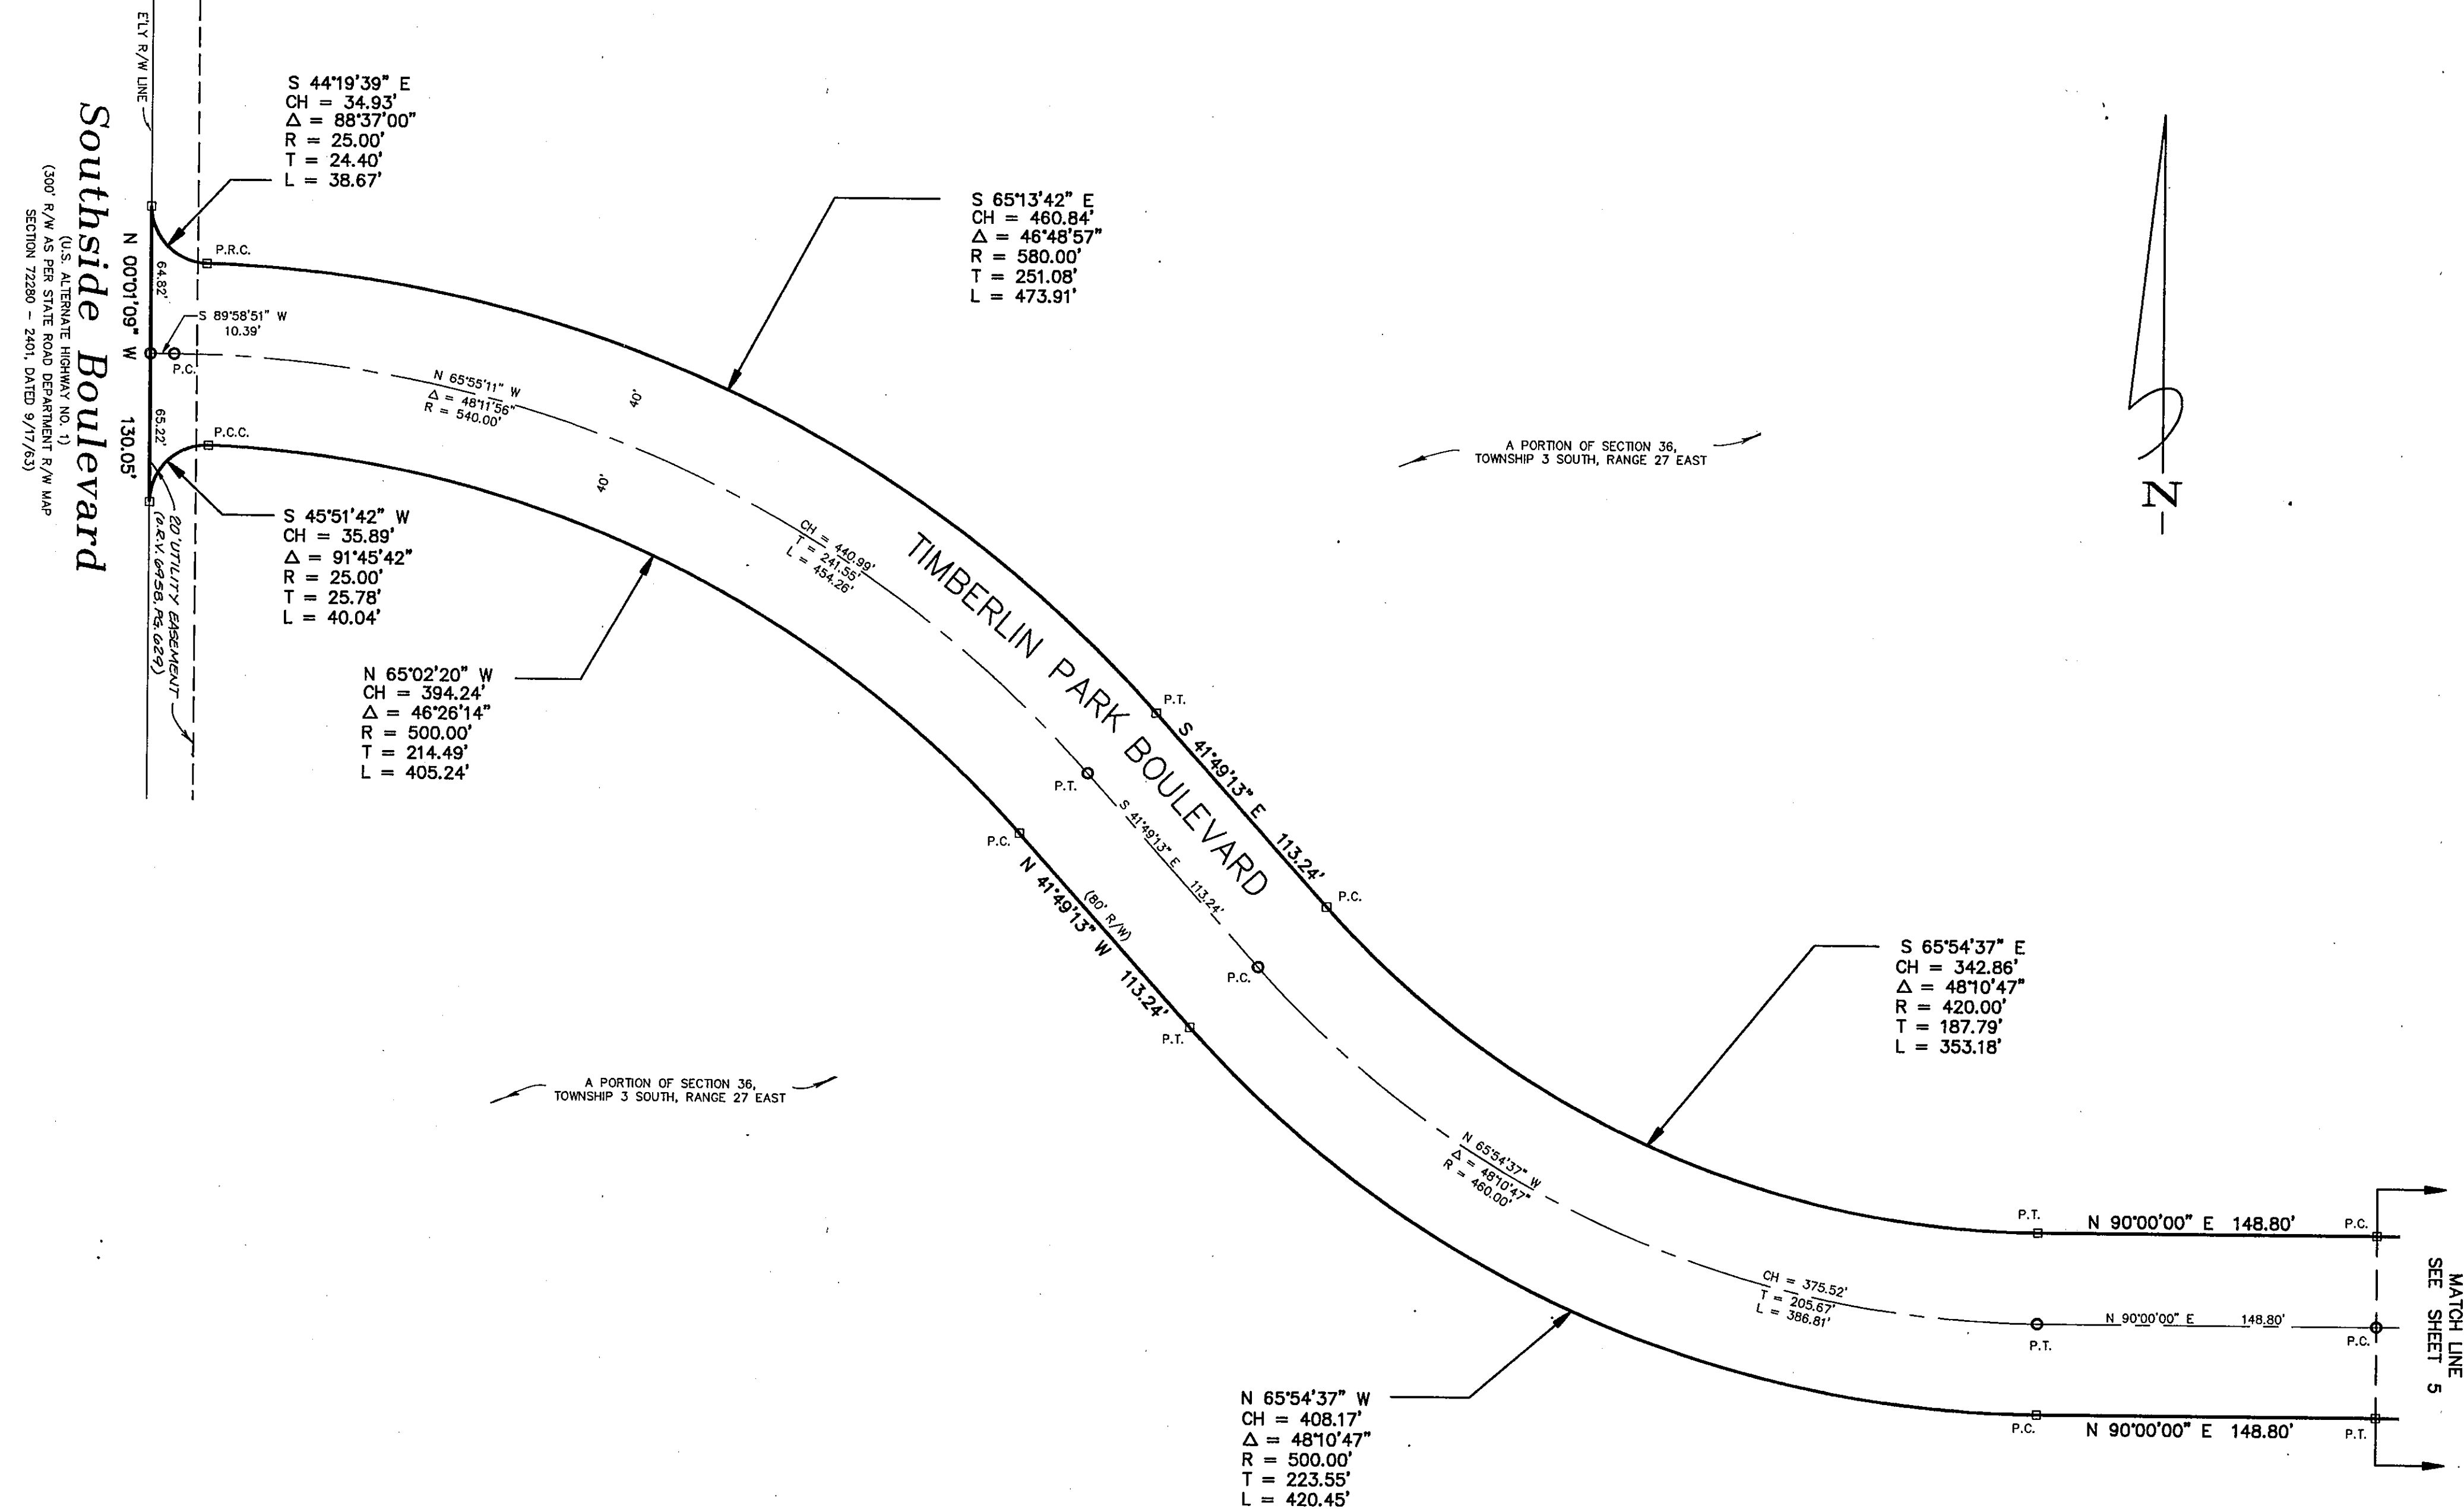 E'LY R/W LINE
Southside Boulevard
(U.S. ALTERNATE HIGHWAY NO. 1)
(300' R/W AS PER STATE ROAD DEPARTMENT R/W MAP
SECTION 72280 - 2401, DATED 9/17/63)
N 00°01'09" W 130.05'
64.82'
65.22'
S 44°19'39" E
CH = 34.93'
Δ = 88°37'00"
R = 25.00'
T = 24.40'
L = 38.67'
P.R.C.
S 89°58'51" W
10.39'
P.C.
P.C.C.
S 45°51'42" W
CH = 35.89'
Δ = 91°45'42"
R = 25.00'
T = 25.78'
L = 40.04'
20' UTILITY EASEMENT
(O.R.V. 6958, PG. 629)
S 65°13'42" E
CH = 460.84'
Δ = 46°48'57"
R = 580.00'
T = 251.08'
L = 473.91'
N 65°55'11" W
Δ = 48°11'56"
R = 540.00'
40'
40'
CH = 440.99'
T = 241.55'
L = 454.26'
N 65°02'20" W
CH = 394.24'
Δ = 46°26'14"
R = 500.00'
T = 214.49'
L = 405.24'
TIMBERLIN PARK BOULEVARD
A PORTION OF SECTION 36,
TOWNSHIP 3 SOUTH, RANGE 27 EAST
N
P.T.
S 41°49'13" E 113.24'
P.C.
P.T.
S 41°49'13" E 113.24'
P.C.
P.C.
N 41°49'13" W 113.24'
(80' R/W)
P.T.
A PORTION OF SECTION 36,
TOWNSHIP 3 SOUTH, RANGE 27 EAST
S 65°54'37" E
CH = 342.86'
Δ = 48°10'47"
R = 420.00'
T = 187.79'
L = 353.18'
N 65°54'37" W
Δ = 48°10'47"
R = 460.00'
CH = 375.52'
T = 205.67'
L = 386.81'
N 65°54'37" W
CH = 408.17'
Δ = 48°10'47"
R = 500.00'
T = 223.55'
L = 420.45'
P.T.
N 90°00'00" E 148.80'
P.C.
P.T.
N 90°00'00" E 148.80'
P.C.
P.C.
N 90°00'00" E 148.80'
P.T.
MATCH LINE
SEE SHEET 5